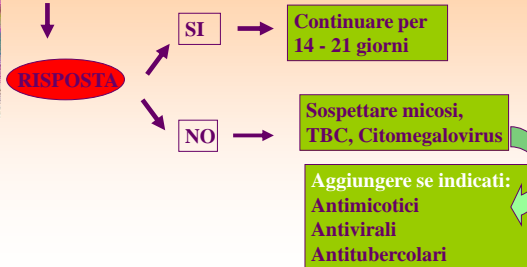 RISPOSTA
SI
Continuare per
14 - 21 giorni
NO
Sospettare micosi,
TBC, Citomegalovirus
Aggiungere se indicati:
Antimicotici
Antivirali
Antitubercolari